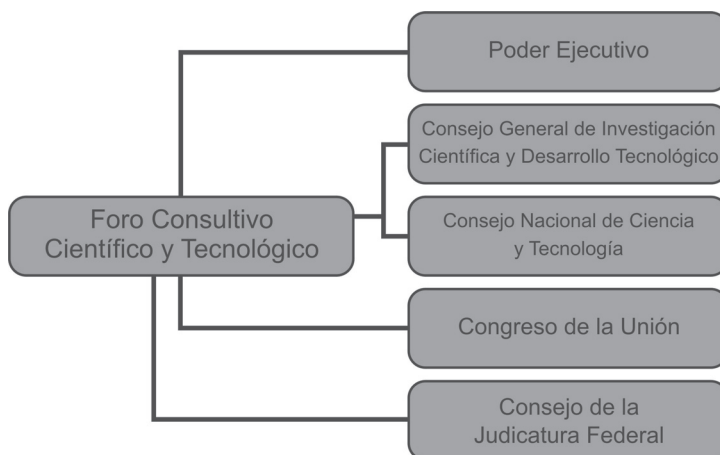 Poder Ejecutivo
Consejo General de Investigación
Científica y Desarrollo Tecnológico
Foro Consultivo
Científico y Tecnológico
Consejo Nacional de Ciencia
y Tecnología
Congreso de la Unión
Consejo de la
Judicatura Federal